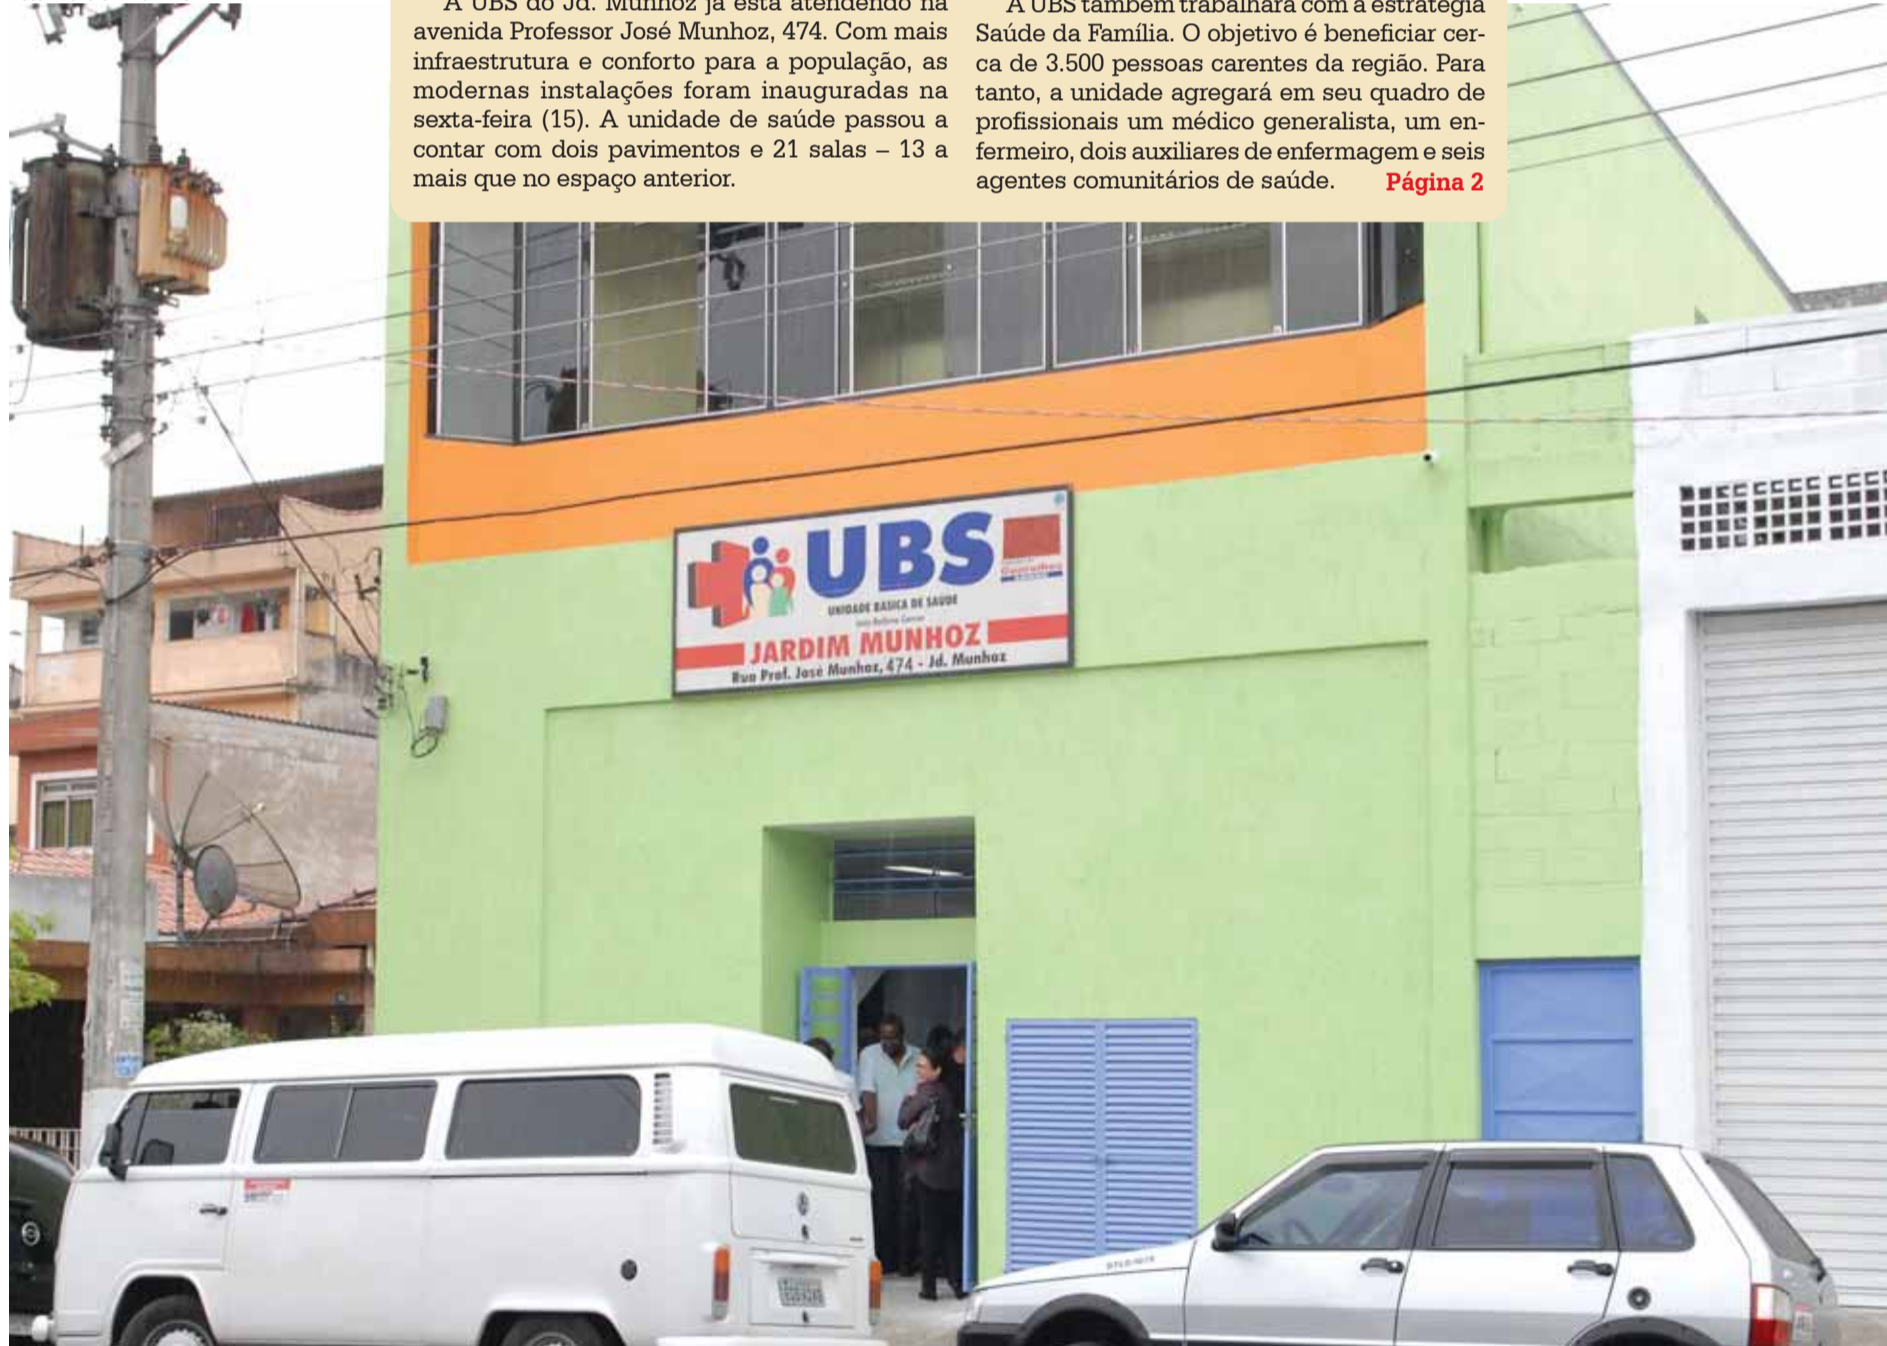 A UBS do Jd. Munhoz já está atendendo na
avenida Professor José Munhoz, 474. Com mais
infraestrutura e conforto para a população, as
modernas instalações foram inauguradas na
sexta-feira (15). A unidade de saúde passou a
contar com dois pavimentos e 21 salas – 13 a
mais que no espaço anterior.
A UBS também trabalhará com a estratégia
Saúde da Família. O objetivo é beneficiar cer-
ca de 3.500 pessoas carentes da região. Para
tanto, a unidade agregará em seu quadro de
profissionais um médico generalista, um en-
fermeiro, dois auxiliares de enfermagem e seis
agentes comunitários de saúde. Página 2
UBS
Guarulhos
UNIDADE BÁSICA DE SAÚDE
JARDIM MUNHOZ
Rua Prof. José Munhoz, 474 - Jd. Munhoz